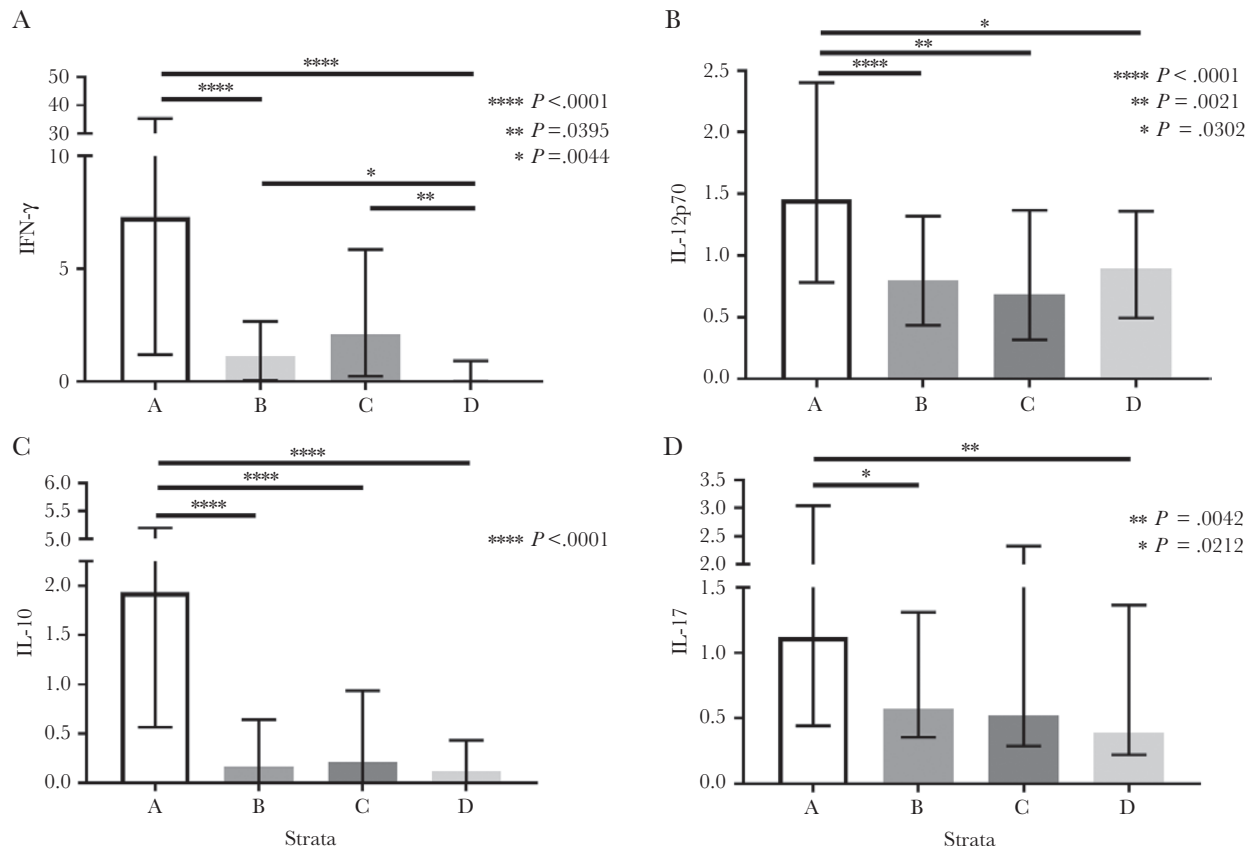 A
****
****
**** P <.0001
** P =.0395
* P =.0044
*
**
50
40
30
10
5
0
IFN-γ
A B C D
B
*
**
****
**** P < .0001
** P = .0021
* P = .0302
2.5
2.0
1.5
1.0
0.5
0.0
IL-12p70
A B C D
C
****
****
****
**** P <.0001
6.0
5.5
5.0
2.0
1.5
1.0
0.5
0.0
IL-10
A B C D
Strata
D
**
*
** P = .0042
* P = .0212
3.5
3.0
2.5
2.0
1.5
1.0
0.5
0.0
IL-17
A B C D
Strata